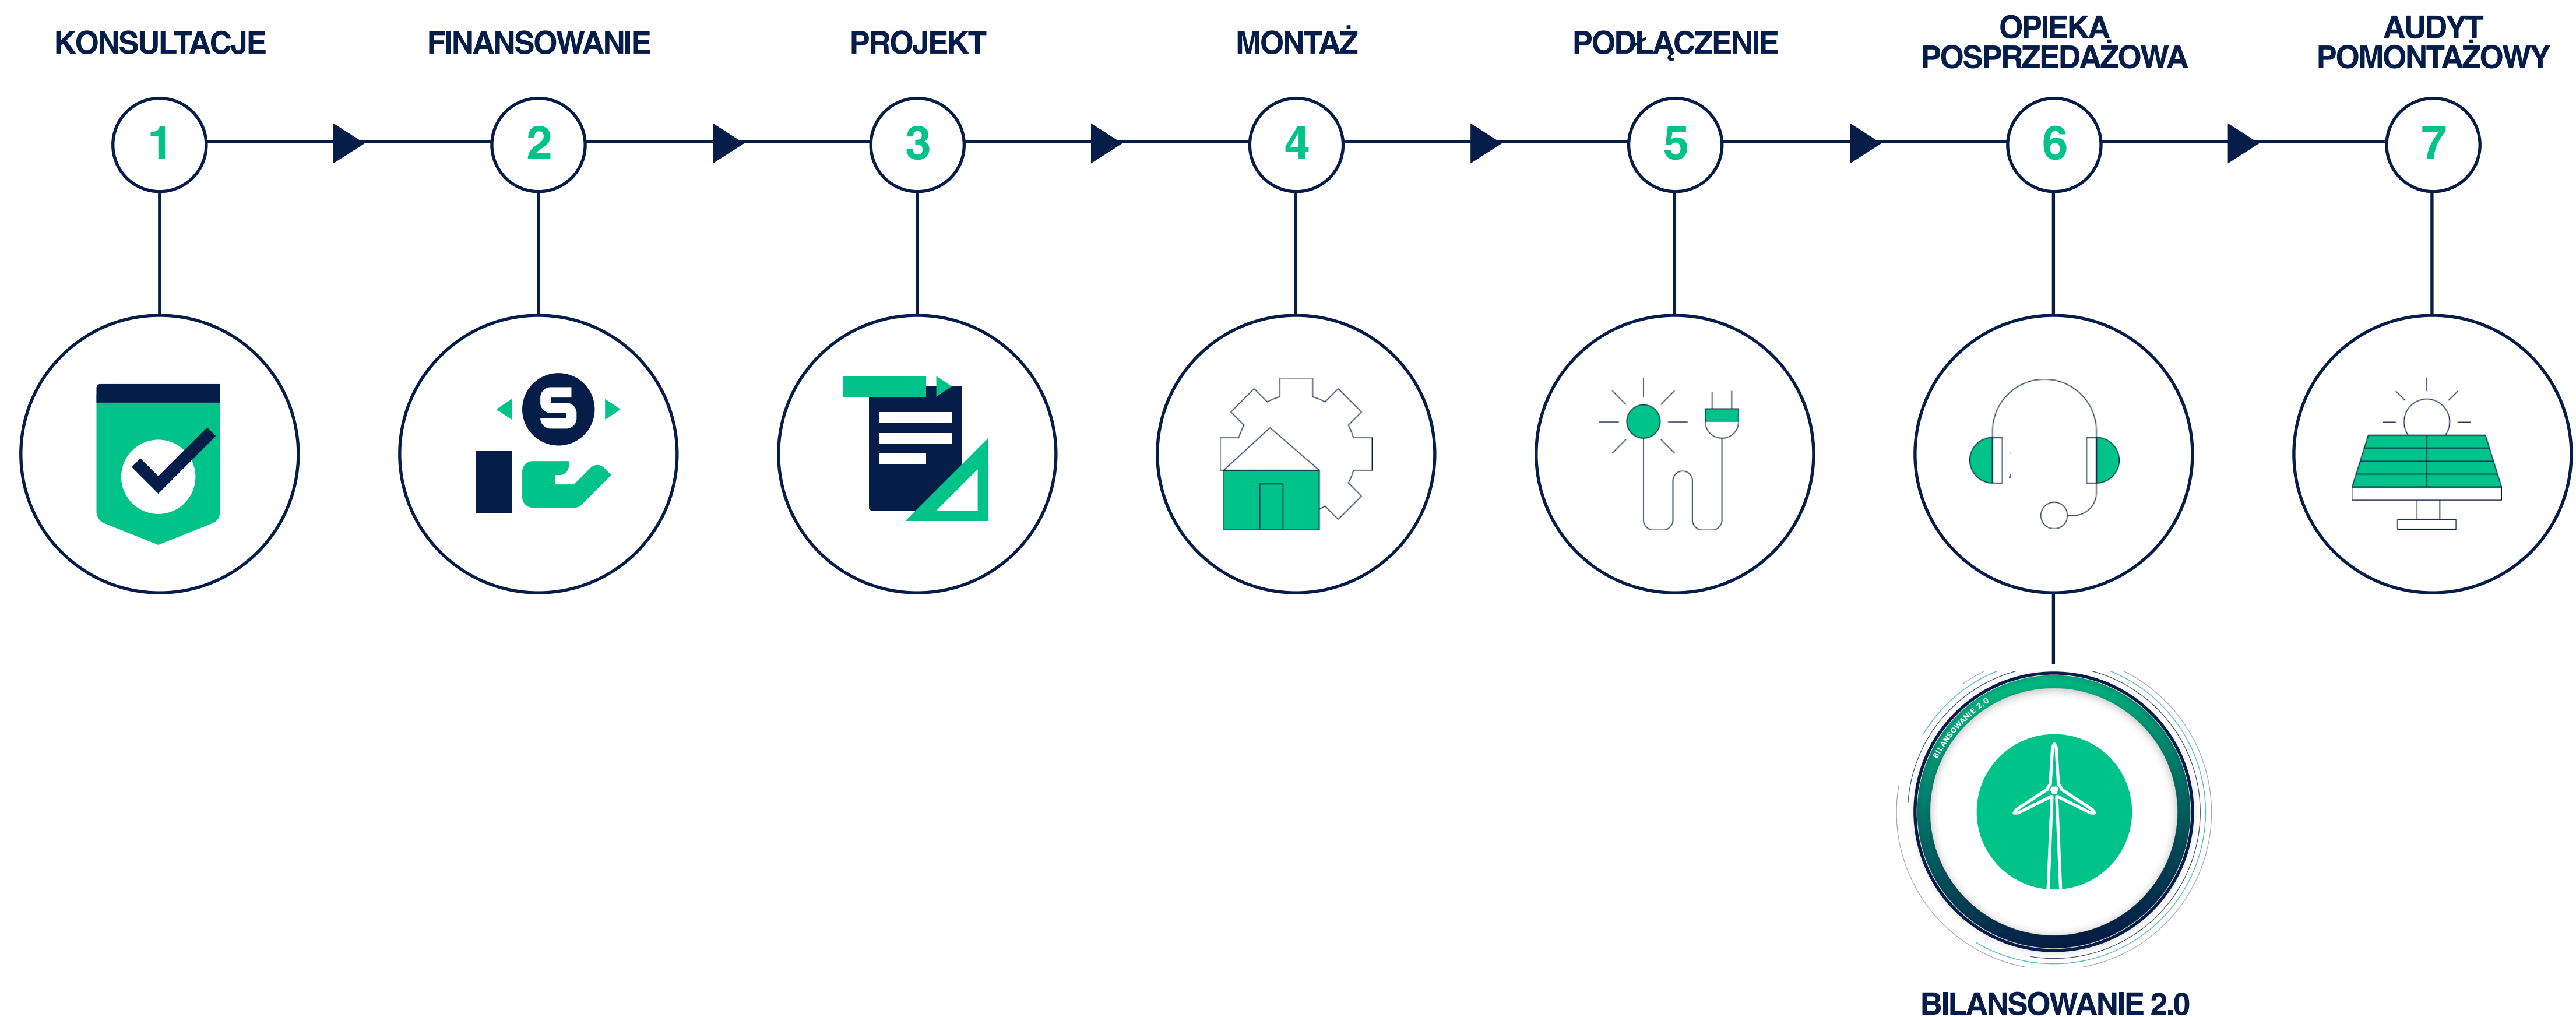 KONSULTACJE
FINANSOWANIE
PROJEKT
MONTAŻ
PODŁĄCZENIE
OPIEKA
POSPRZEDAŻOWA
AUDYT
POMONTAŻOWY
1
2
3
4
5
6
7
S
BILANSOWANIE 2.0
BILANSOWANIE 2.0